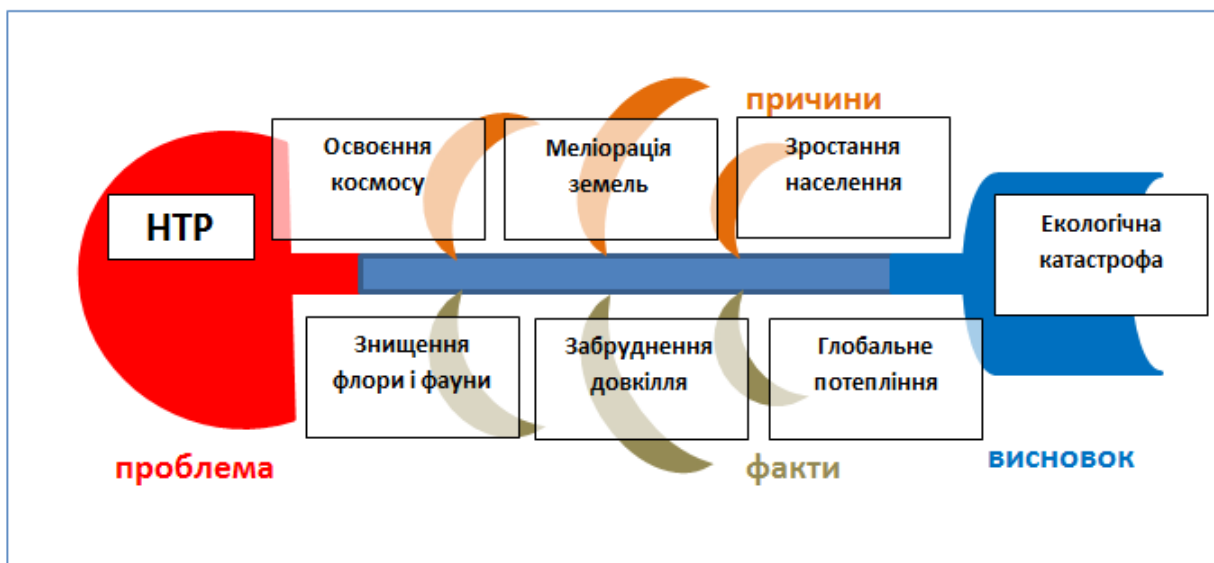 причини
Освоєння
космосу
Меліорація
земель
Зростання
населення
НТР
Екологічна
катастрофа
Знищення
флори і фауни
Забруднення
довкілля
Глобальне
потепління
проблема
факти
висновок